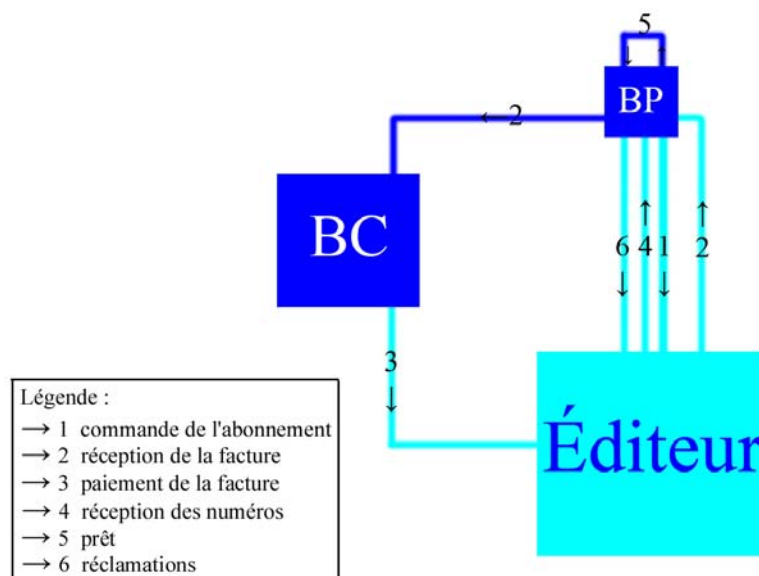 5
↓ ↑
BP
←2
BC
6 4 1 2
↓ ↑ ↓ ↑
3
↓
Éditeur
Légende :
→ 1 commande de l'abonnement
→ 2 réception de la facture
→ 3 paiement de la facture
→ 4 réception des numéros
→ 5 prêt
→ 6 réclamations